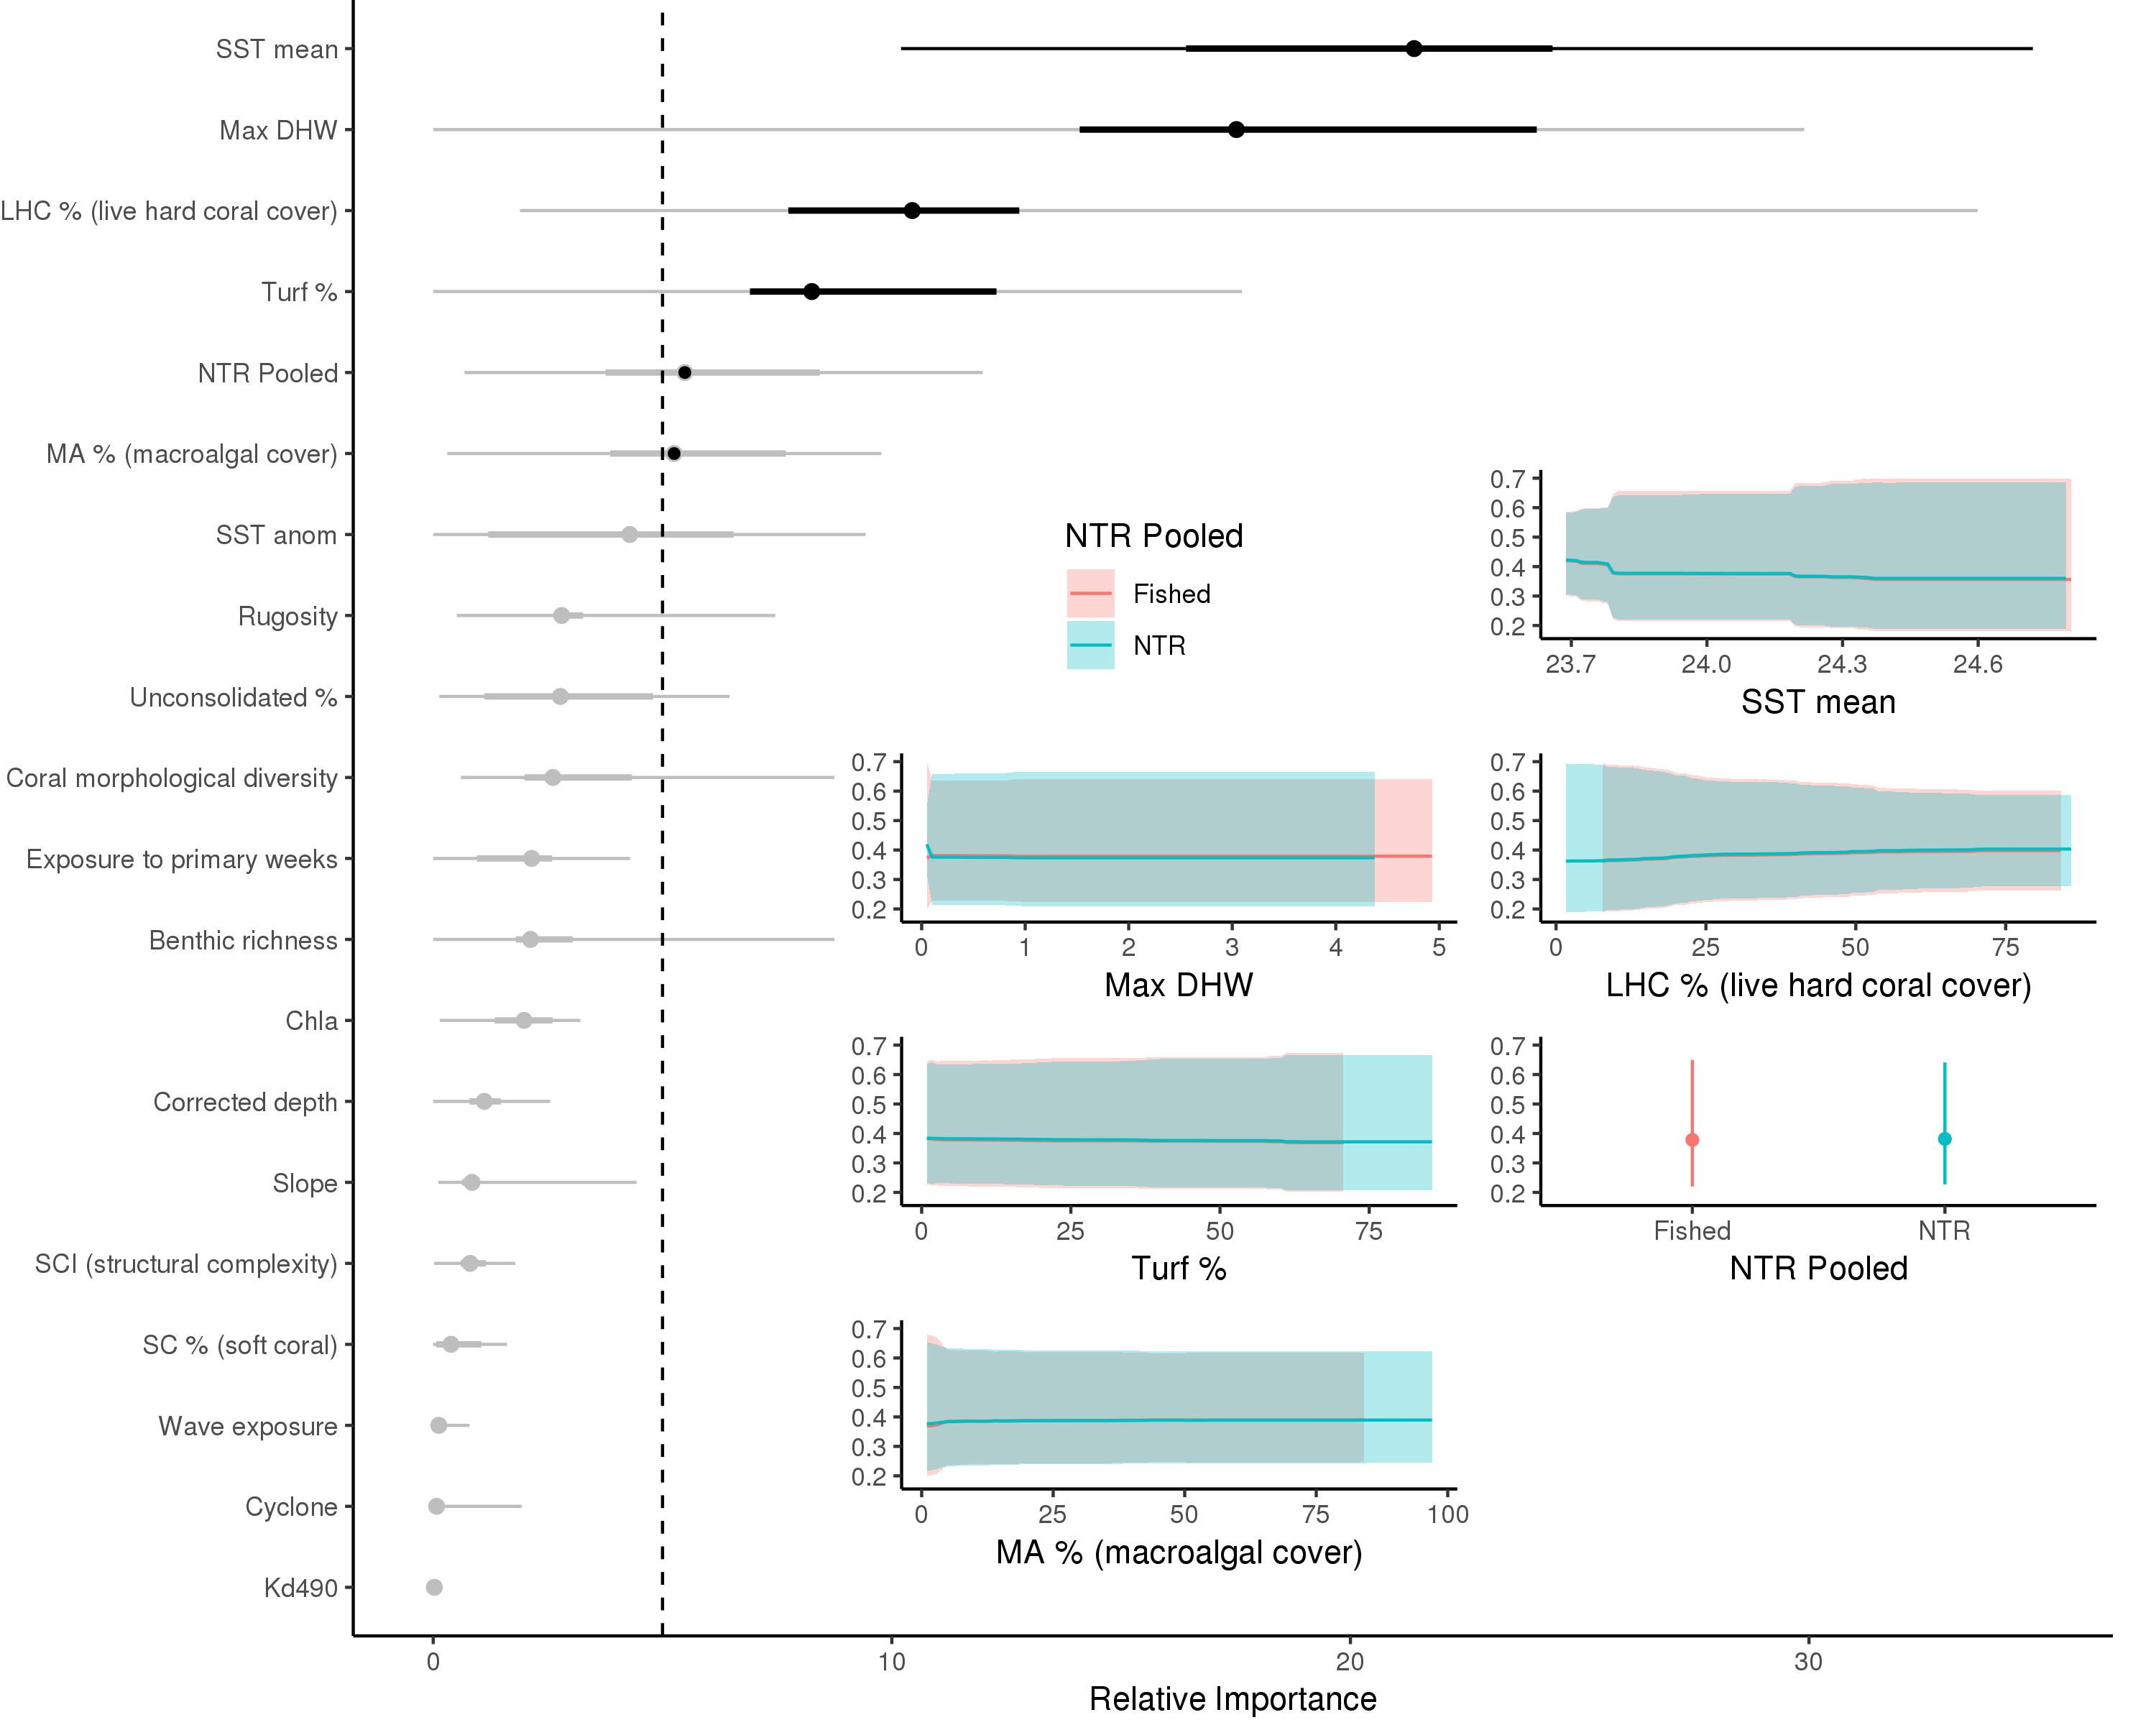 SST mean
Max DHW
LHC % (live hard coral cover)
Turf %
NTR Pooled
MA % (macroalgal cover)
SST anom
Rugosity
Unconsolidated %
Coral morphological diversity
Exposure to primary weeks
Benthic richness
Chla
Corrected depth
Slope
SCI (structural complexity)
SC % (soft coral)
Wave exposure
Cyclone
Kd490
0 10 20 30
Relative Importance
NTR Pooled
Fished
NTR
0.7
0.6
0.5
0.4
0.3
0.2
23.7 24.0 24.3 24.6
SST mean
0.7
0.6
0.5
0.4
0.3
0.2
0 1 2 3 4 5
Max DHW
0.7
0.6
0.5
0.4
0.3
0.2
0 25 50 75
LHC % (live hard coral cover)
0.7
0.6
0.5
0.4
0.3
0.2
0 25 50 75
Turf %
0.7
0.6
0.5
0.4
0.3
0.2
Fished NTR
NTR Pooled
0.7
0.6
0.5
0.4
0.3
0.2
0 25 50 75 100
MA % (macroalgal cover)